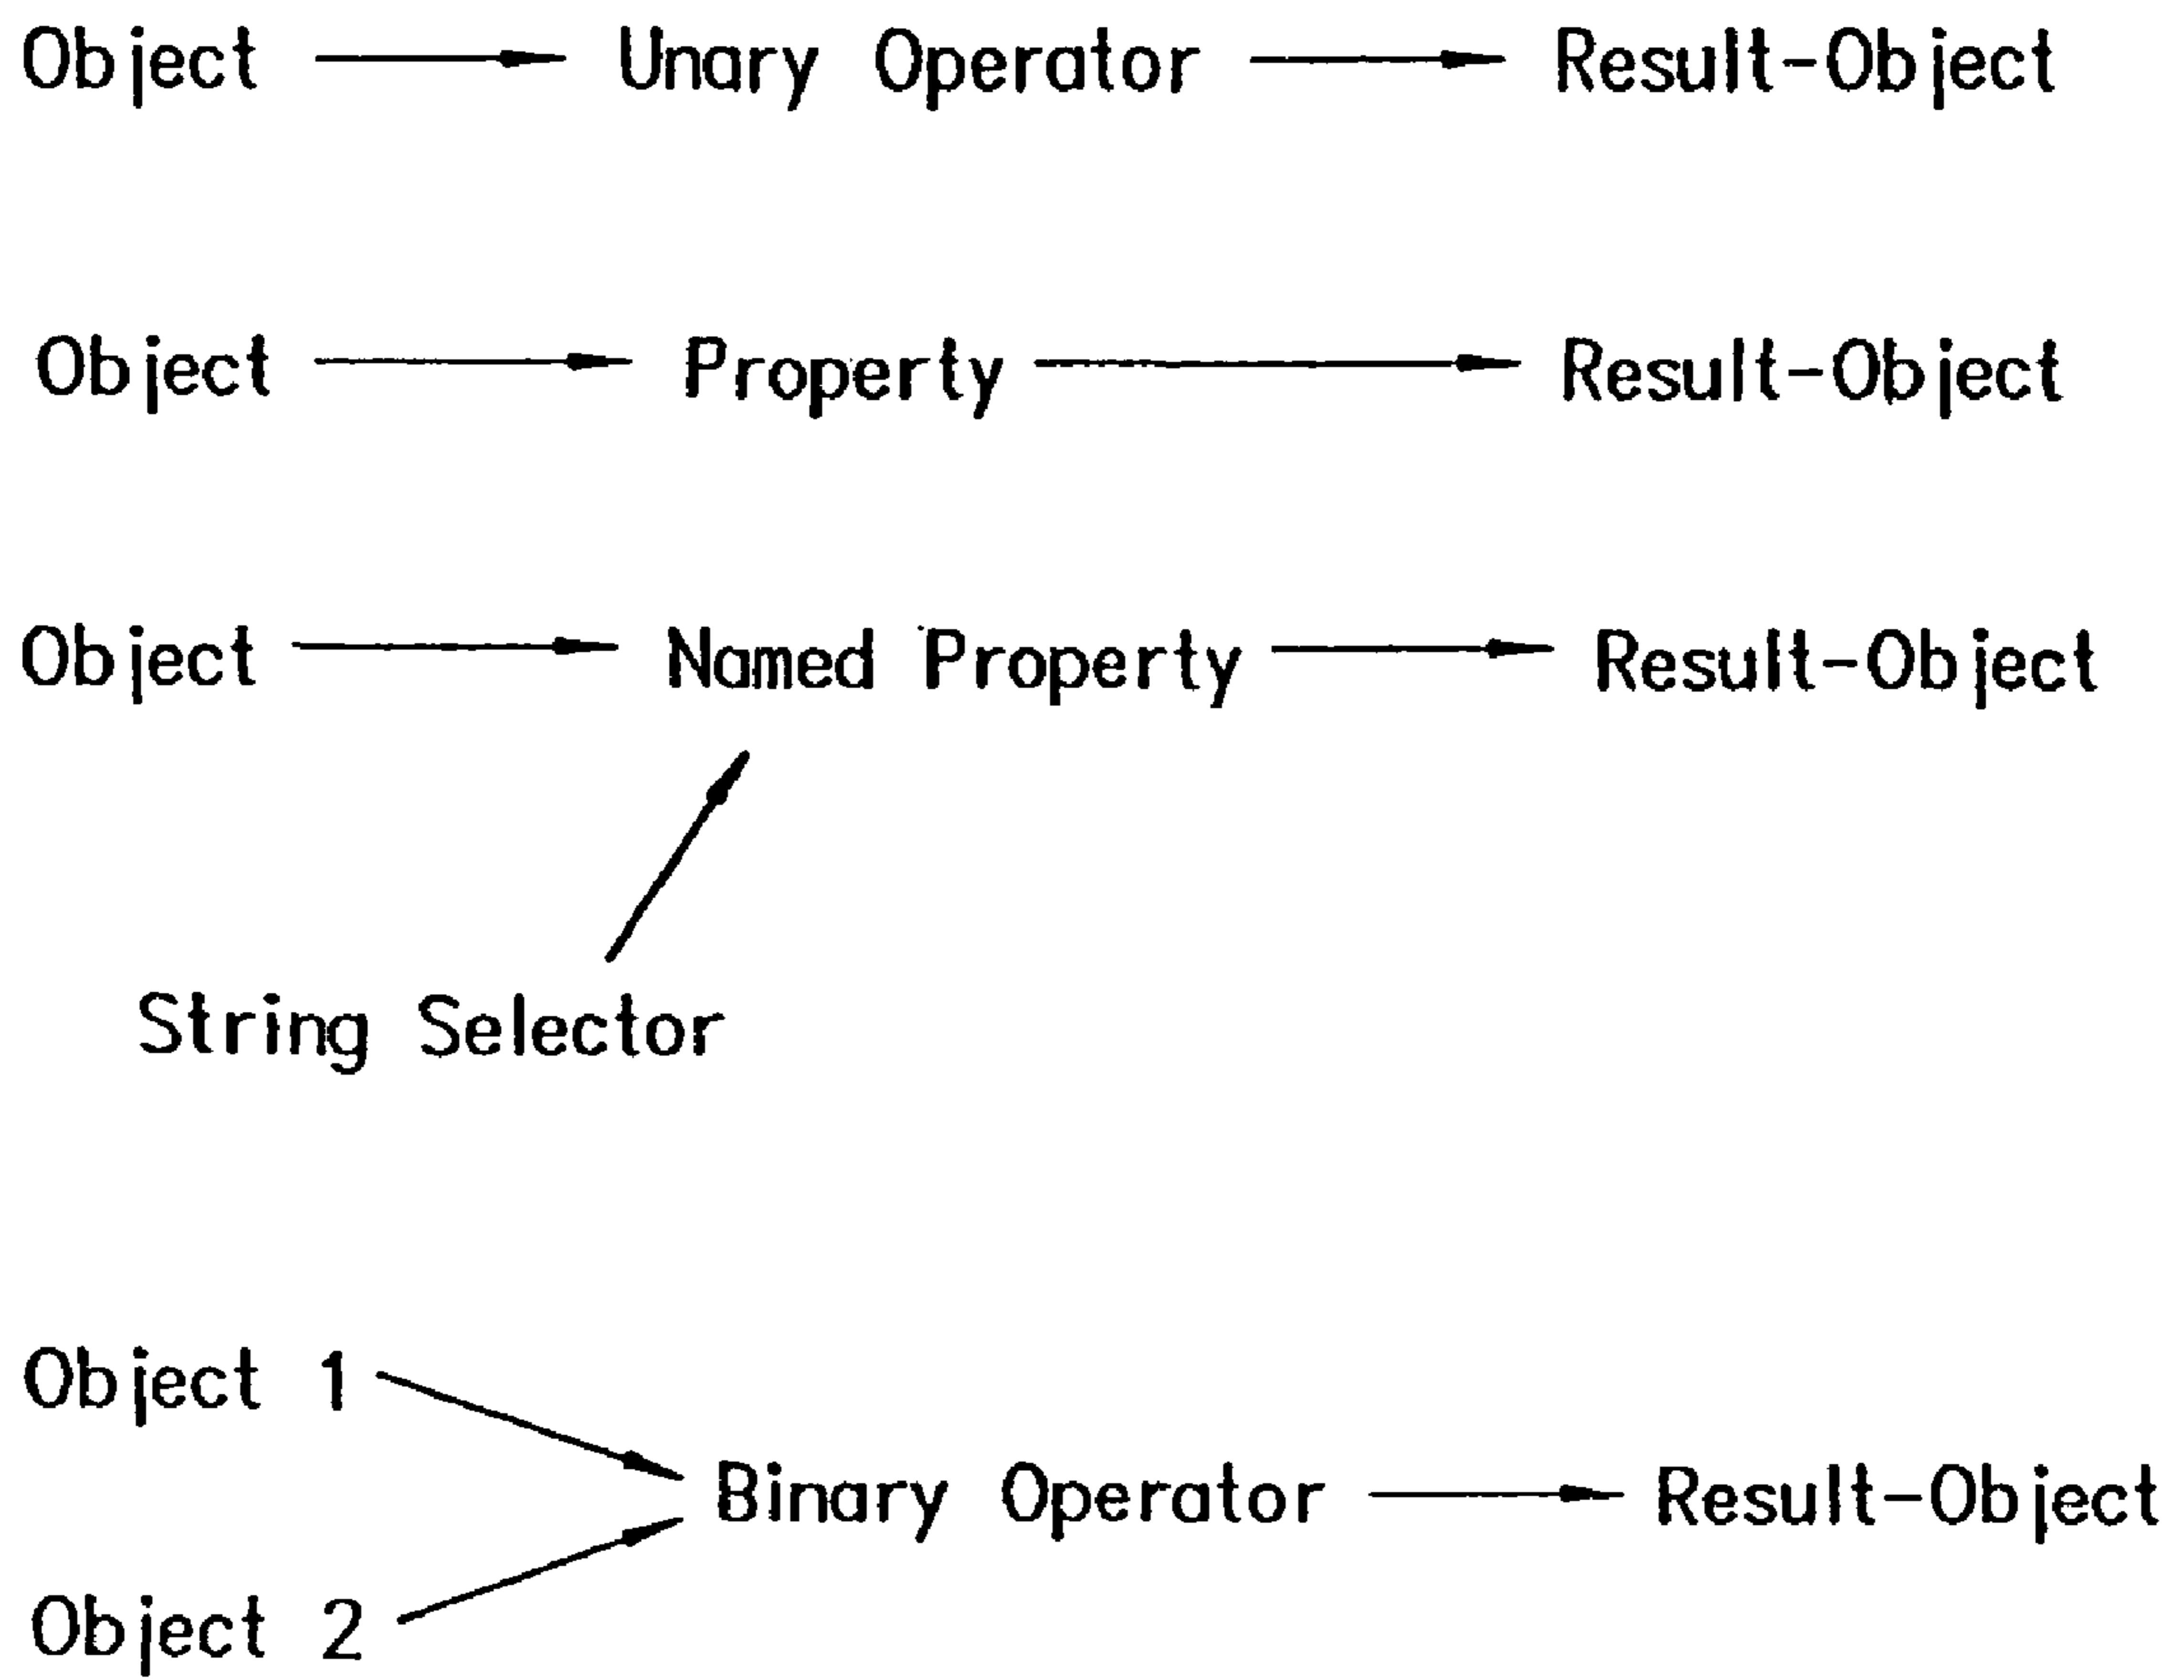 Object Unary Operator Result-Object
Object Property Result-Object
Object Named Property Result-Object
String Selector
Object 1
Binary Operator Result-Object
Object 2